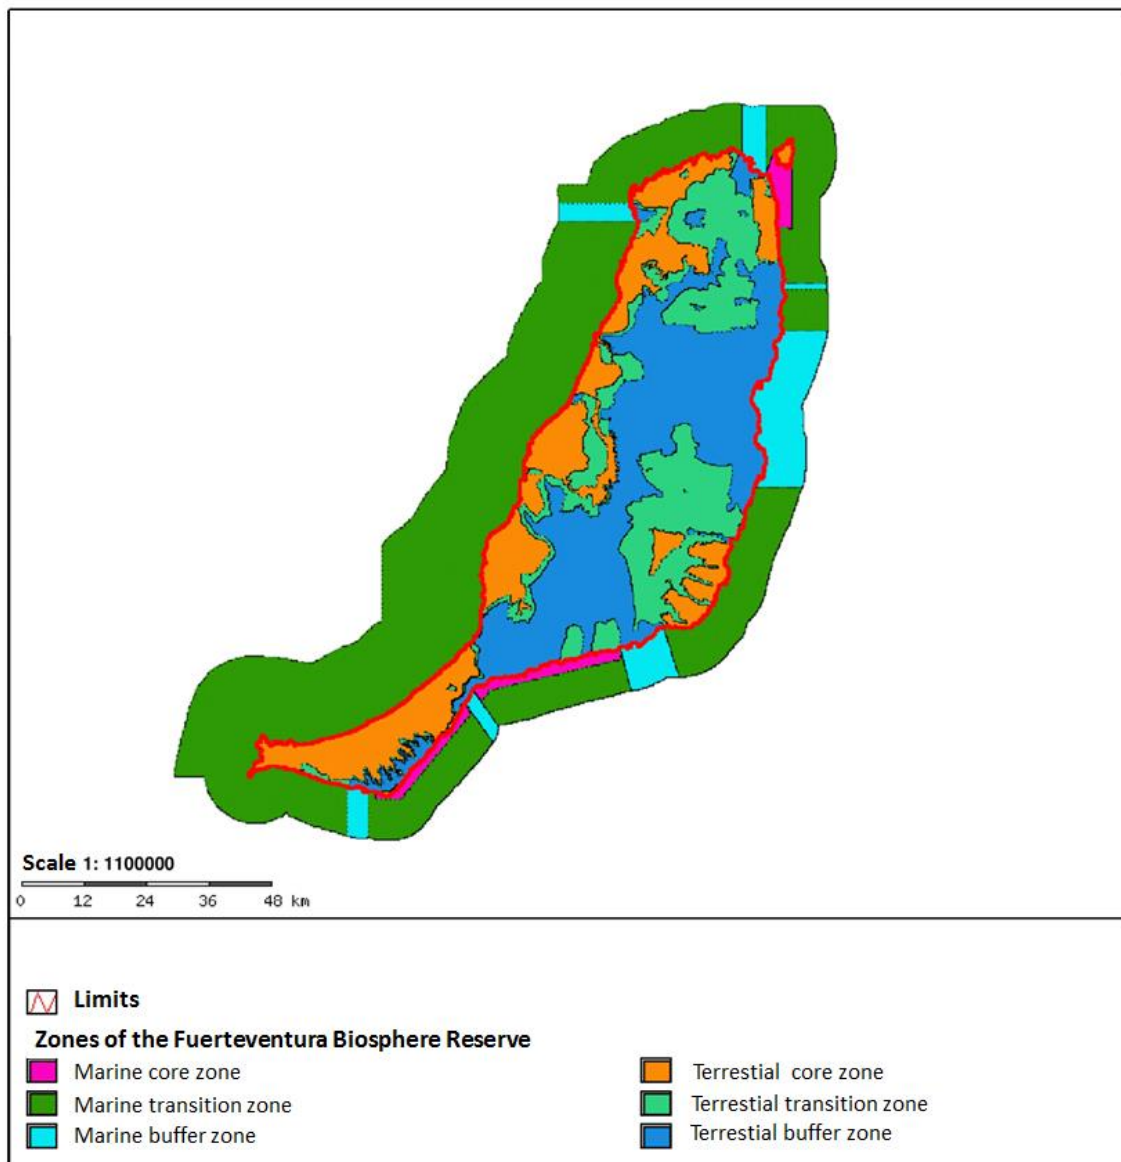 Scale 1: 1100000
0 12 24 36 48 km
Limits
Zones of the Fuerteventura Biosphere Reserve
Marine core zone
Terrestial core zone
Marine transition zone
Terrestial transition zone
Marine buffer zone
Terrestial buffer zone